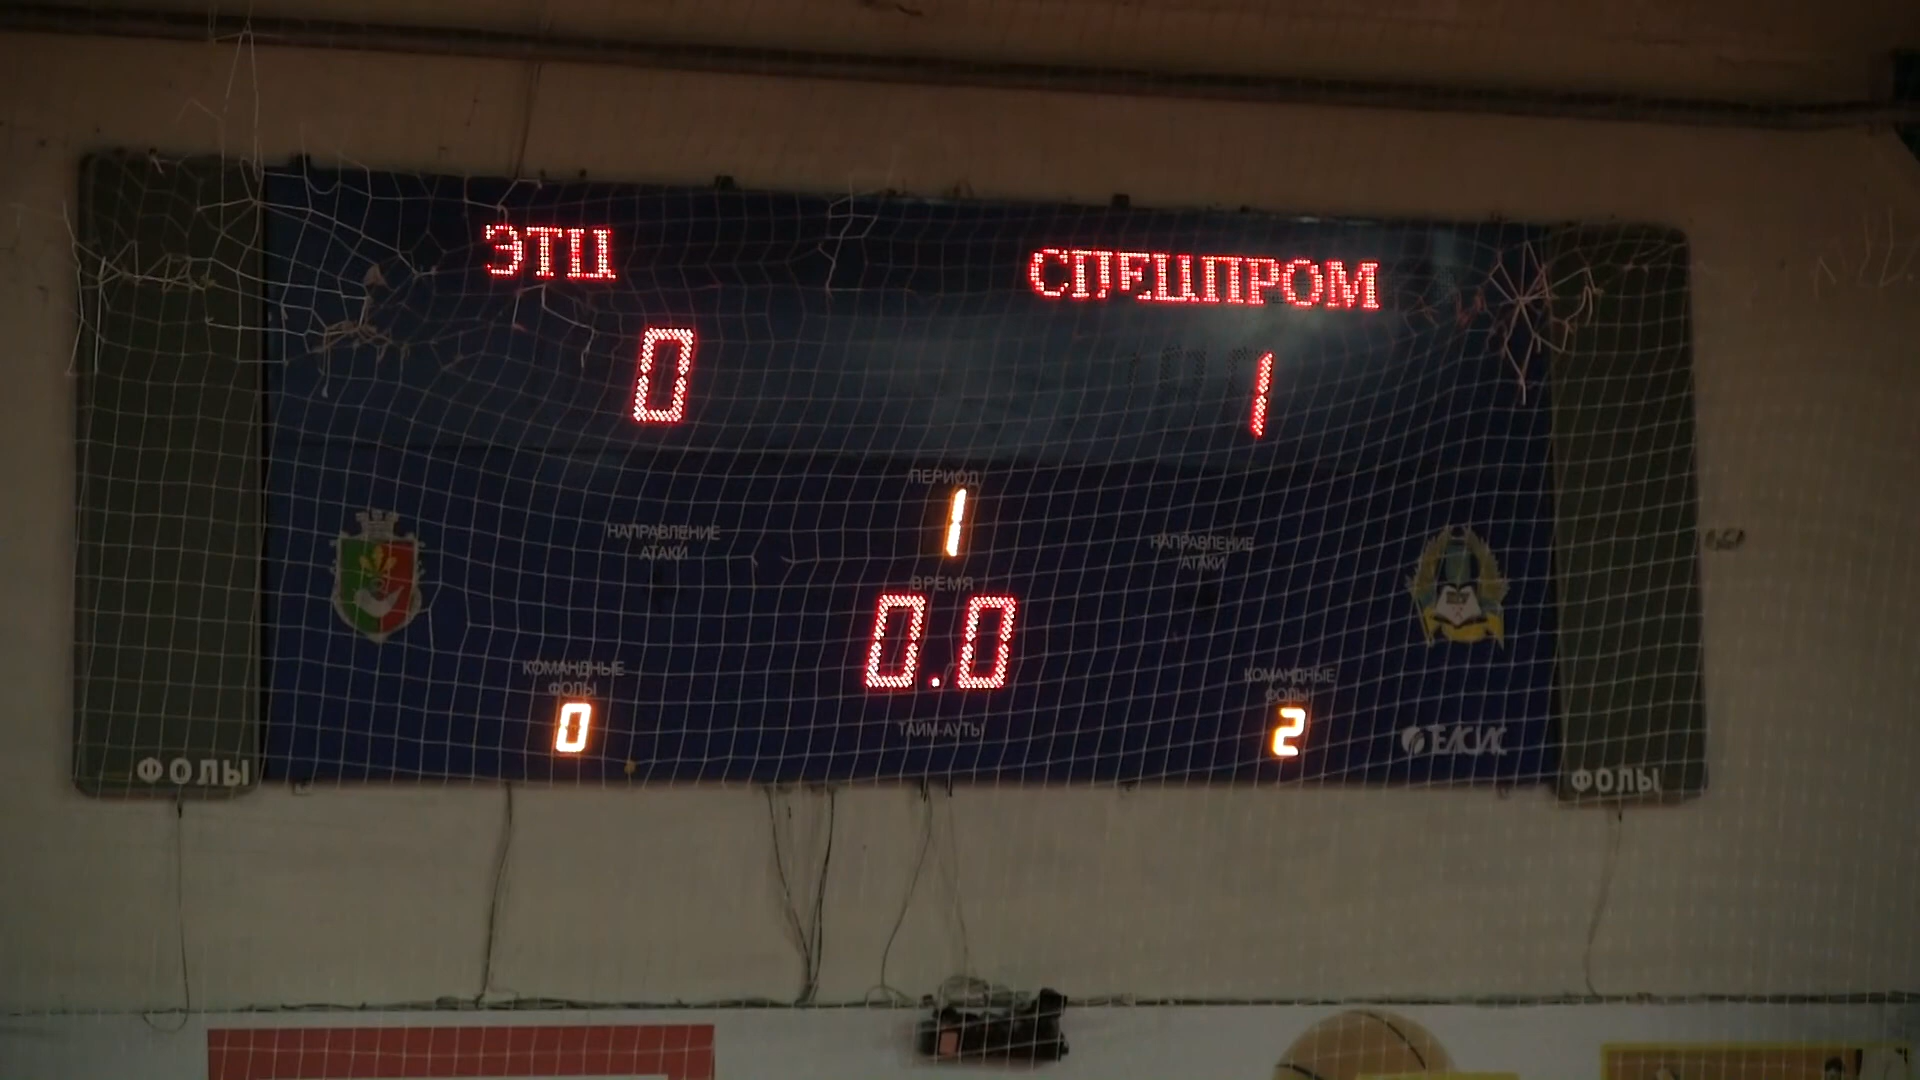 ЭТЦ СПЕЦПРОМ
0 1
ПЕРИОД
1
НАПРАВЛЕНИЕ
АТАКИ
НАПРАВЛЕНИЕ
АТАКИ
ВРЕМЯ
0.0
КОМАНДНЫЕ
ФОЛЫ
0
КОМАНДНЫЕ
ФОЛЫ
2
ТАЙМ-АУТЫ
ЕЛСИС
ФОЛЫ
ФОЛЫ